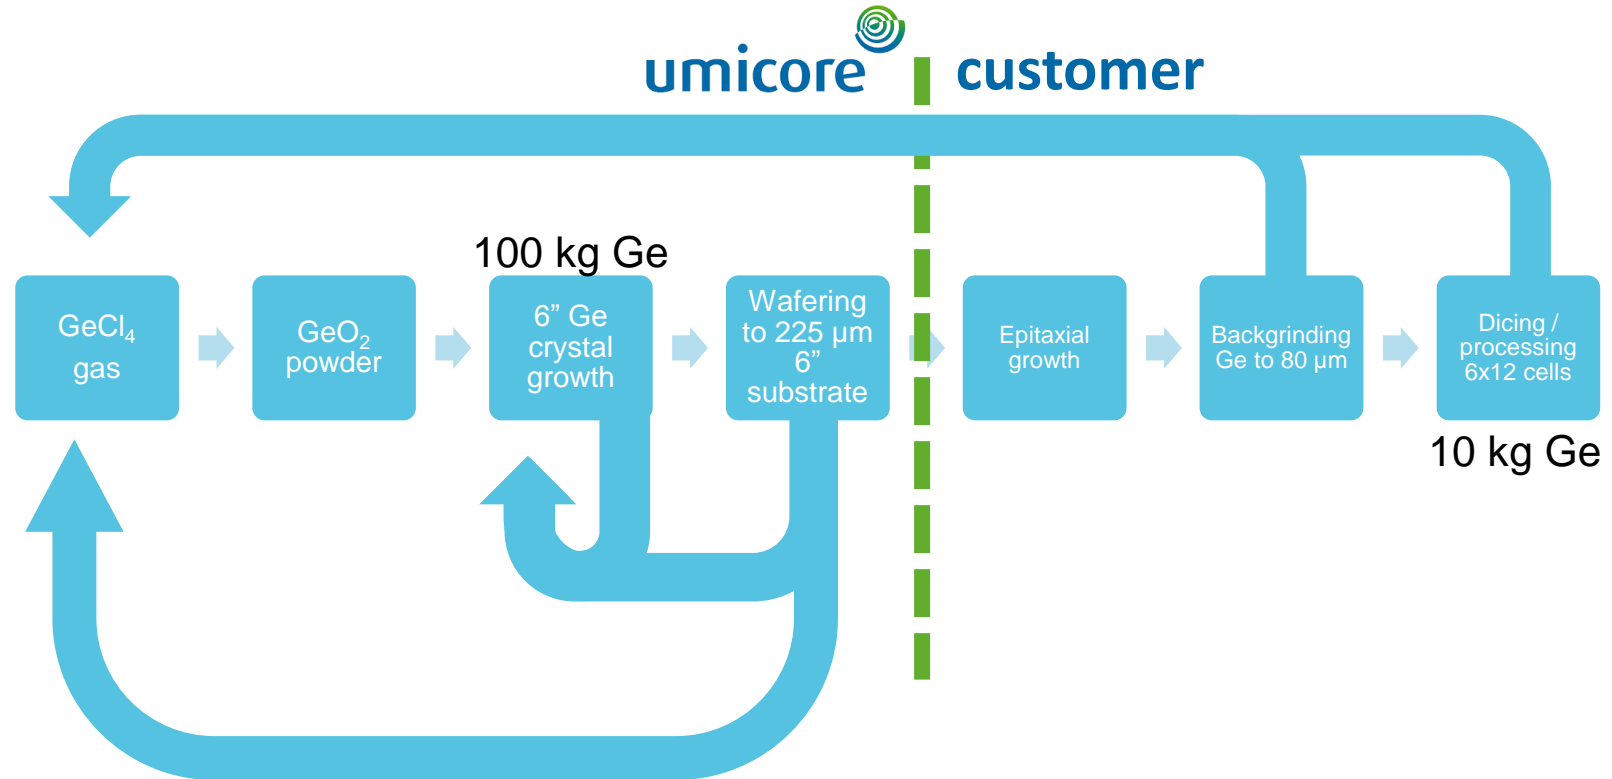 umicore
customer
100 kg Ge
GeCl₄
gas
GeO₂
powder
6” Ge
crystal
growth
Wafering
to 225 µm
6”
substrate
Epitaxial
growth
Backgrinding
Ge to 80 µm
Dicing /
processing
6x12 cells
10 kg Ge